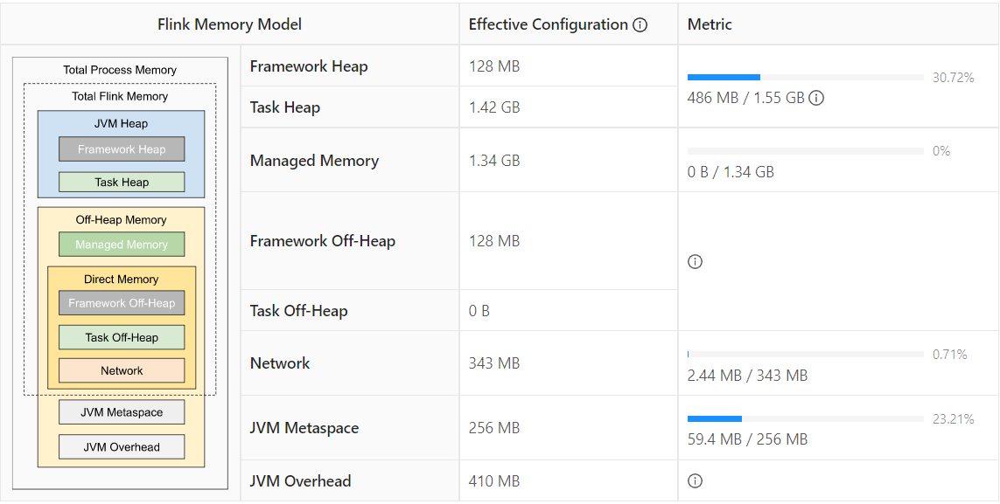 Flink Memory Model
Effective Configuration
Metric
Total Process Memory
Total Flink Memory
JVM Heap
Framework Heap
Task Heap
Off-Heap Memory
Managed Memory
Direct Memory
Framework Off-Heap
Task Off-Heap
Network
JVM Metaspace
JVM Overhead
Framework Heap
128 MB
30.72%
486 MB / 1.55 GB
Task Heap
1.42 GB
Managed Memory
1.34 GB
0%
0 B / 1.34 GB
Framework Off-Heap
128 MB
Task Off-Heap
0 B
Network
343 MB
0.71%
2.44 MB / 343 MB
JVM Metaspace
256 MB
23.21%
59.4 MB / 256 MB
JVM Overhead
410 MB